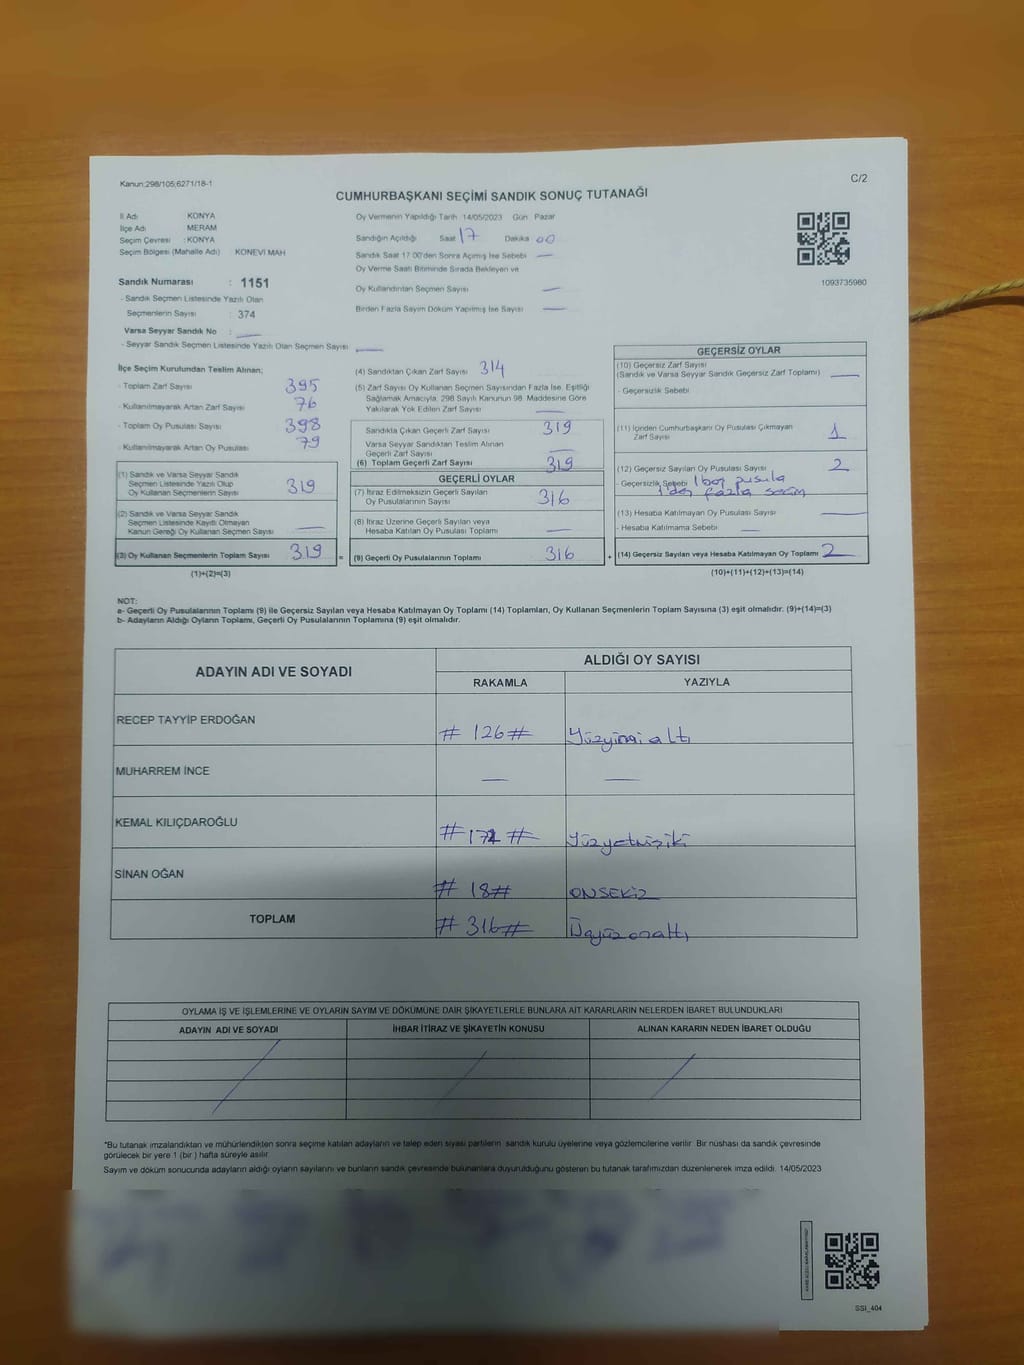 Kanun:298/105;6271/18-1
C/2
CUMHURBAŞKANI SEÇİMİ SANDIK SONUÇ TUTANAĞI
İl Adı : KONYA
İlçe Adı : MERAM
Seçim Çevresi : KONYA
Seçim Bölgesi (Mahalle Adı) KONEVİ MAH
Sandık Numarası : 1151
- Sandık Seçmen Listesinde Yazılı Olan
Seçmenlerin Sayısı : 374
Varsa Seyyar Sandık No : —
- Seyyar Sandık Seçmen Listesinde Yazılı Olan Seçmen Sayısı : —
Oy Vermenin Yapıldığı Tarih 14/05/2023 Gün Pazar
Sandığın Açıldığı Saat 17 Dakika 00
Sandık Saat 17:00'den Sonra Açımış İse Sebebi —
Oy Verme Saati Bitiminde Sırada Bekleyen ve
Oy Kullandırılan Seçmen Sayısı —
Birden Fazla Sayım Döküm Yapılmış İse Sayısı —
1093735980
İlçe Seçim Kurulundan Teslim Alınan;
- Toplam Zarf Sayısı 395
- Kullanılmayarak Artan Zarf Sayısı 76
- Toplam Oy Pusulası Sayısı 398
- Kullanılmayarak Artan Oy Pusulası 79
(1) Sandık ve Varsa Seyyar Sandık
Seçmen Listesinde Yazılı Olup
Oy Kullanan Seçmenlerin Sayısı 319
(2) Sandık ve Varsa Seyyar Sandık
Seçmen Listesinde Kaydı Olmayan
Kanun Gereği Oy Kullanan Seçmen Sayısı —
(3) Oy Kullanan Seçmenlerin Toplam Sayısı 319 =
(1)+(2)=(3)
(4) Sandıktan Çıkan Zarf Sayısı 314
(5) Zarf Sayısı Oy Kullanan Seçmen Sayısından Fazla İse, Eşitliği
Sağlamak Amacıyla, 298 Sayılı Kanunun 98. Maddesine Göre
Yakılarak Yok Edilen Zarf Sayısı —
Sandıkla Çıkan Geçerli Zarf Sayısı 319
Varsa Seyyar Sandıktan Teslim Alınan
Geçerli Zarf Sayısı —
(6) Toplam Geçerli Zarf Sayısı 319
GEÇERLİ OYLAR
(7) İtiraz Edilmeksizin Geçerli Sayılan
Oy Pusulalarının Sayısı 316
(8) İtiraz Üzerine Geçerli Sayılan veya
Hesaba Katılan Oy Pusulası Toplamı —
(9) Geçerli Oy Pusulalarının Toplamı 316 +
GEÇERSİZ OYLAR
(10) Geçersiz Zarf Sayısı
(Sandık ve Varsa Seyyar Sandık Geçersiz Zarf Toplamı) —
- Geçersizlik Sebebi
(11) İçinden Cumhurbaşkanı Oy Pusulası Çıkmayan
Zarf Sayısı 1
(12) Geçersiz Sayılan Oy Pusulası Sayısı 2
- Geçersizlik Sebebi 1 boş pusula
fazla seçim
(13) Hesaba Katılmayan Oy Pusulası Sayısı —
- Hesaba Katılmama Sebebi —
(14) Geçersiz Sayılan veya Hesaba Katılmayan Oy Toplamı 2
(10)+(11)+(12)+(13)=(14)
NOT:
a- Geçerli Oy Pusulalarının Toplamı (9) ile Geçersiz Sayılan veya Hesaba Katılmayan Oy Toplamı (14) Toplamları, Oy Kullanan Seçmenlerin Toplam Sayısına (3) eşit olmalıdır. (9)+(14)=(3)
b- Adayların Aldığı Oyların Toplamı, Geçerli Oy Pusulalarının Toplamına (9) eşit olmalıdır.
ADAYIN ADI VE SOYADI
ALDIĞI OY SAYISI
RAKAMLA YAZIYLA
RECEP TAYYİP ERDOĞAN # 126 # Yüzyirmi altı
MUHARREM İNCE — —
KEMAL KILIÇDAROĞLU # 172 # Yüzyetmişiki
SİNAN OĞAN # 18 # ONSEKİZ
TOPLAM # 316 # Üçyüz onaltı
OYLAMA İŞ VE İŞLEMLERİNE VE OYLARIN SAYIM VE DÖKÜMÜNE DAİR ŞİKAYETLERLE BUNLARA AİT KARARLARIN NELERDEN İBARET BULUNDUKLARI
ADAYIN ADI VE SOYADI İHBAR İTİRAZ VE ŞİKAYETİN KONUSU ALINAN KARARIN NEDEN İBARET OLDUĞU
*Bu tutanak imzalandıktan ve mühürlendikten sonra seçime katılan adayların ve talep eden siyasi partilerin sandık kurulu üyelerine veya gözlemcilerine verilir. Bir nüshası da sandık çevresinde
görülecek bir yere 1 (bir ) hafta süreyle asılır.
Sayım ve döküm sonucunda adayların aldığı oyların sayılarını ve bunların sandık çevresinde bulunanlara duyurulduğunu gösteren bu tutanak tarafımızdan düzenlenerek imza edildi. 14/05/2023
SSİ_404